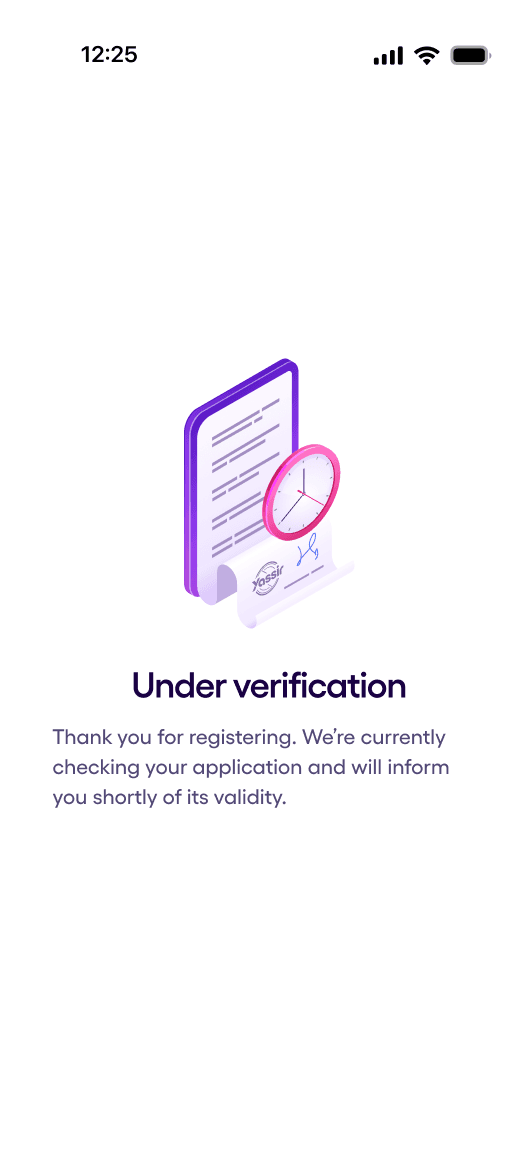 12:25
Yassir
Under verification
Thank you for registering. We’re currently
checking your application and will inform
you shortly of its validity.